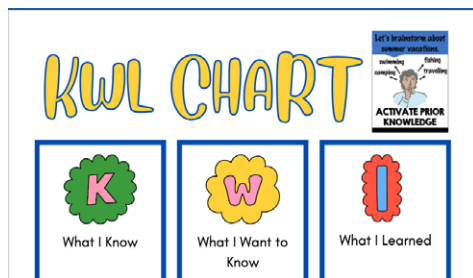 KWL CHART
Let's brainstorm about
summer vacations.
swimming
fishing
camping
travelling
ACTIVATE PRIOR
KNOWLEDGE
K
W
I
What I Know
What I Want to
Know
What I Learned